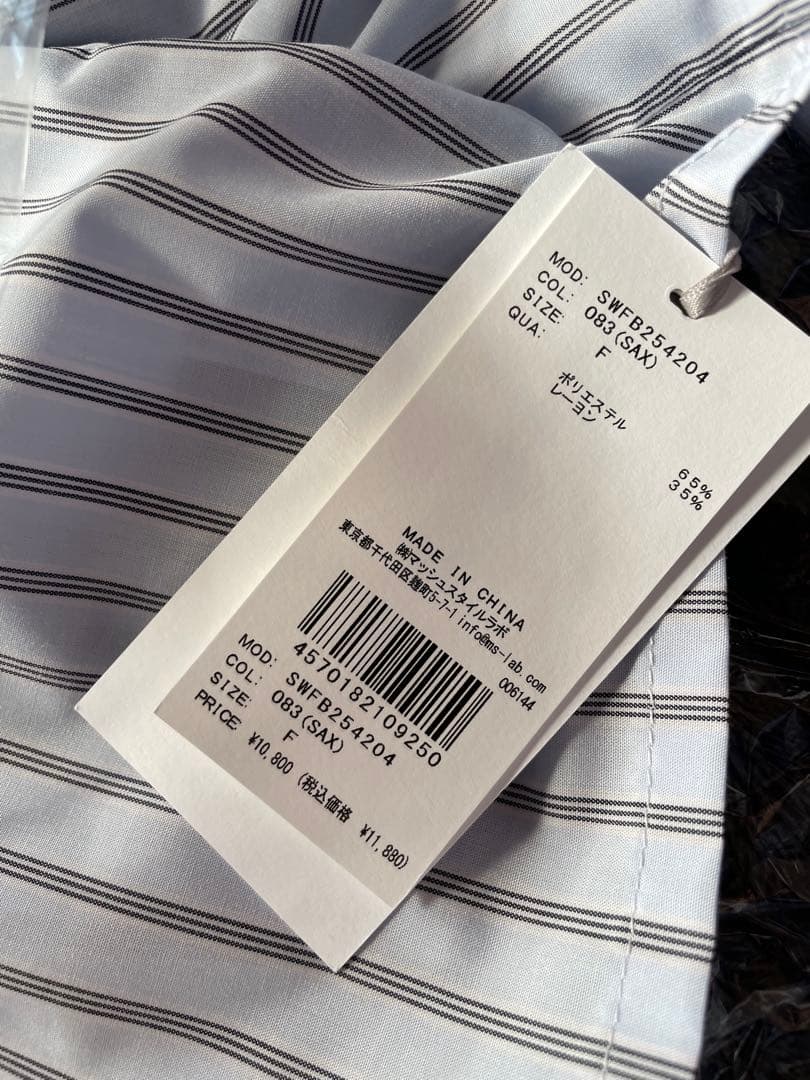 MOD: SWFB254204
COL: 083(SAX)
SIZE: F
QUA:
ポリエステル 65%
レーヨン 35%
MADE IN CHINA
㈱マッシュスタイルラボ
東京都千代田区麹町5-7-1 info@ms-lab.com
006144
4570182109250
MOD: SWFB254204
COL: 083(SAX)
SIZE: F
PRICE: ¥10,800 (税込価格 ¥11,880)